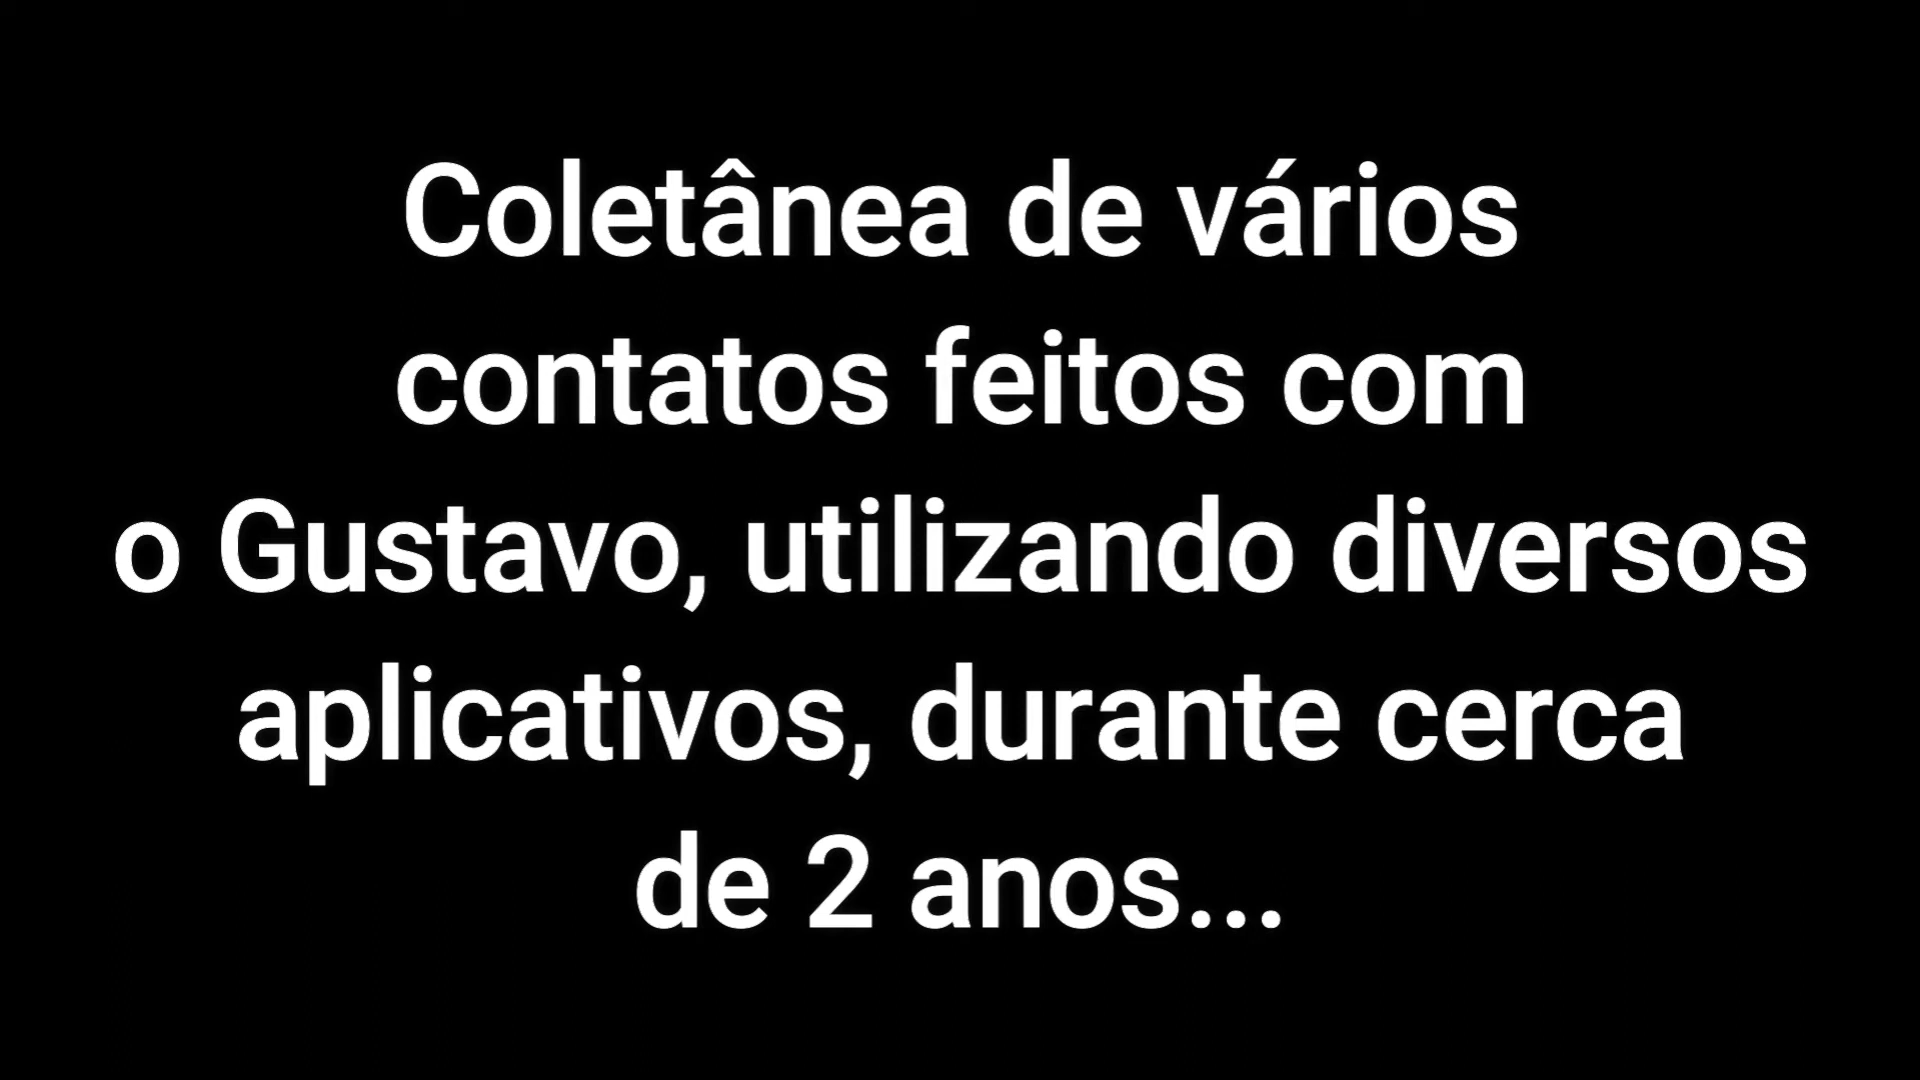 Coletânea de vários
contatos feitos com
o Gustavo, utilizando diversos
aplicativos, durante cerca
de 2 anos...